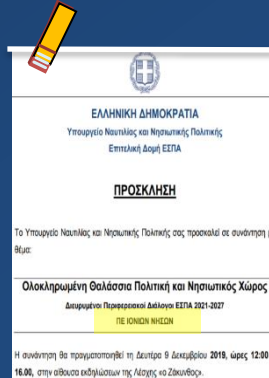 ΕΛΛΗΝΙΚΗ ΔΗΜΟΚΡΑΤΙΑ
Υπουργείο Ναυτιλίας και Νησιωτικής Πολιτικής
Επιτελική Δομή ΕΣΠΑ
ΠΡΟΣΚΛΗΣΗ
Το Υπουργείο Ναυτιλίας και Νησιωτικής Πολιτικής σας προσκαλεί σε συνάντηση
θέμα:
Ολοκληρωμένη Θαλάσσια Πολιτική και Νησιωτικός Χώρος
Διευρυμένοι Περιφερειακοί Διάλογοι ΕΣΠΑ 2021-2027
ΠΕ ΙΟΝΙΩΝ ΝΗΣΩΝ
Η συνάντηση θα πραγματοποιηθεί τη Δευτέρα 9 Δεκεμβρίου 2019, ώρες 12:00
16.00, στην αίθουσα εκδηλώσεων της Λέσχης «ο Ζάκυνθος».